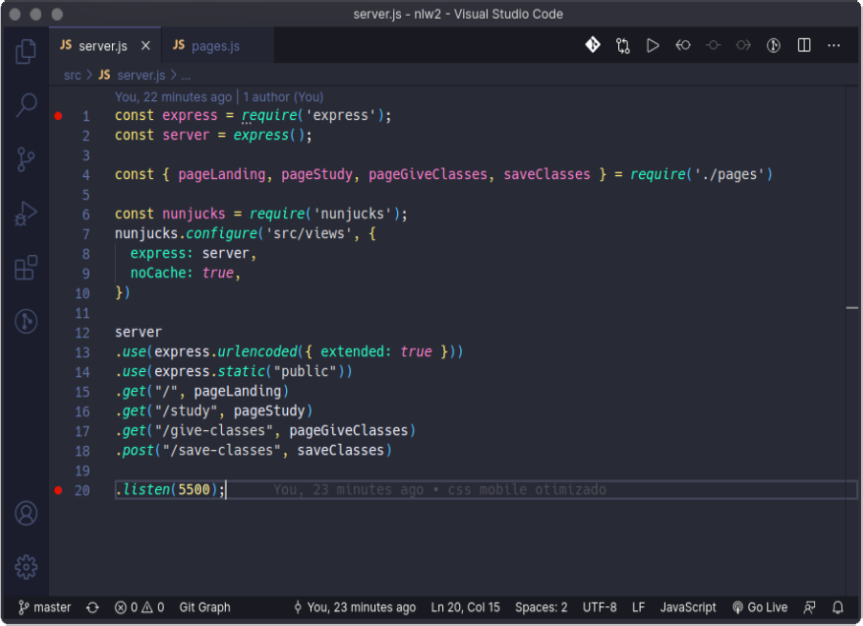 server.js - nlw2 - Visual Studio Code
JS server.js × JS pages.js
src > JS server.js > ...
You, 22 minutes ago | 1 author (You)
1 const express = require('express');
2 const server = express();
3
4 const { pageLanding, pageStudy, pageGiveClasses, saveClasses } = require('./pages')
5
6 const nunjucks = require('nunjucks');
7 nunjucks.configure('src/views', {
8   express: server,
9   noCache: true,
10 })
11
12 server
13 .use(express.urlencoded({ extended: true }))
14 .use(express.static("public"))
15 .get("/", pageLanding)
16 .get("/study", pageStudy)
17 .get("/give-classes", pageGiveClasses)
18 .post("/save-classes", saveClasses)
19
20 .listen(5500); You, 23 minutes ago • css mobile otimizado
master 0 0 Git Graph You, 23 minutes ago Ln 20, Col 15 Spaces: 2 UTF-8 LF JavaScript Go Live